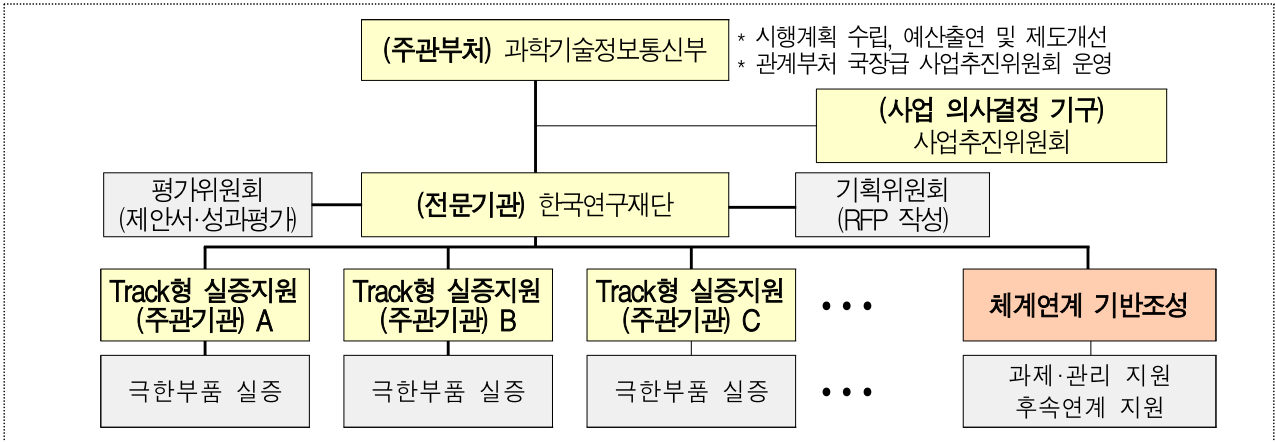 (주관부처) 과학기술정보통신부
* 시행계획 수립, 예산출연 및 제도개선
* 관계부처 국장급 사업추진위원회 운영
(사업 의사결정 기구)
사업추진위원회
평가위원회
(제안서·성과평가)
(전문기관) 한국연구재단
기획위원회
(RFP 작성)
Track형 실증지원
(주관기관) A
Track형 실증지원
(주관기관) B
Track형 실증지원
(주관기관) C
• • •
체계연계 기반조성
극한부품 실증
극한부품 실증
극한부품 실증
• • •
과제·관리 지원
후속연계 지원